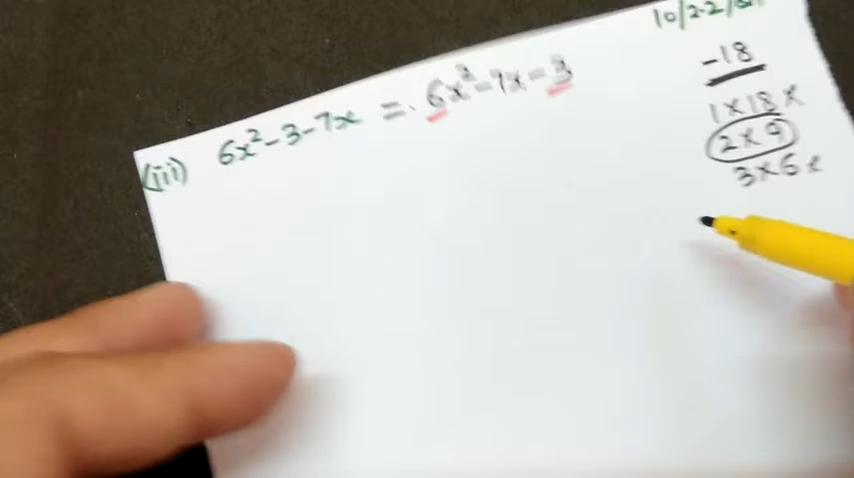 10/2.2/
(iii) 6x² - 3 - 7x = 6x² - 7x - 3
-18
1 × 18 ×
2 × 9
3 × 6 ×